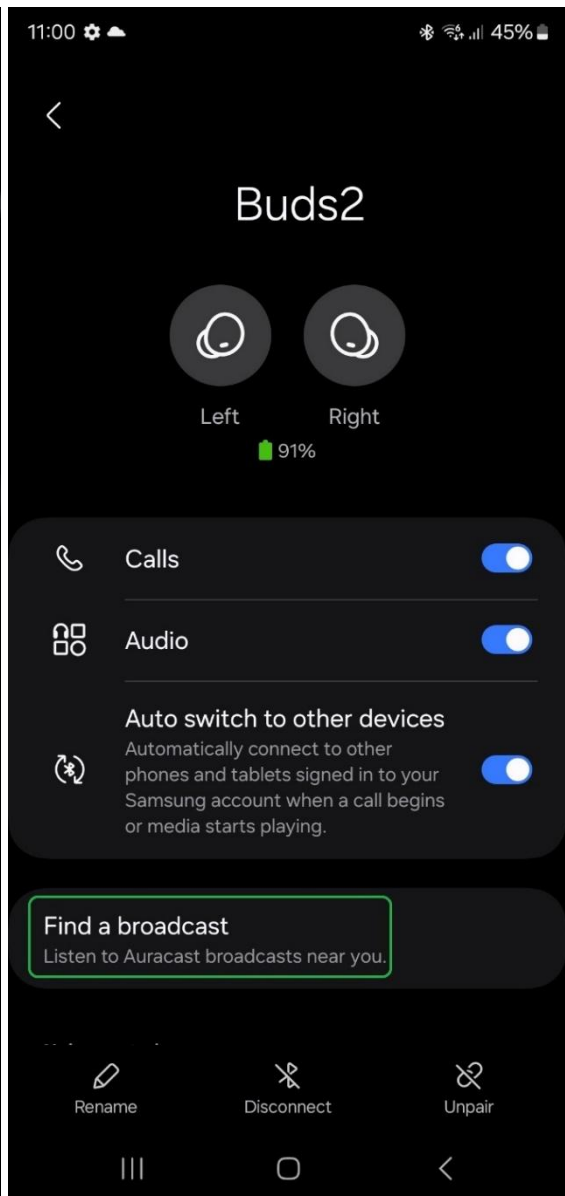 11:00 45%
Buds2
Left Right
91%
Calls
Audio
Auto switch to other devices
Automatically connect to other
phones and tablets signed in to your
Samsung account when a call begins
or media starts playing.
Find a broadcast
Listen to Auracast broadcasts near you.
Rename Disconnect Unpair